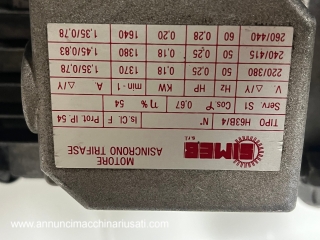 CIMEB
S.r.l.
MOTORE
ASINCRONO TRIFASE
TIPO H63B/4 N° Is. Cl. F Prot IP 54
Serv. S1 Cos φ 0,67 η% 54
V. Δ/Y Hz HP KW min-1 A. Δ/Y
220/380 50 0,25 0,18 1370 1,35/0,78
240/415 50 0,25 0,18 1380 1,45/0,83
260/440 60 0,28 0,20 1640 1,35/0,78
© www.annuncimacchinariusati.com